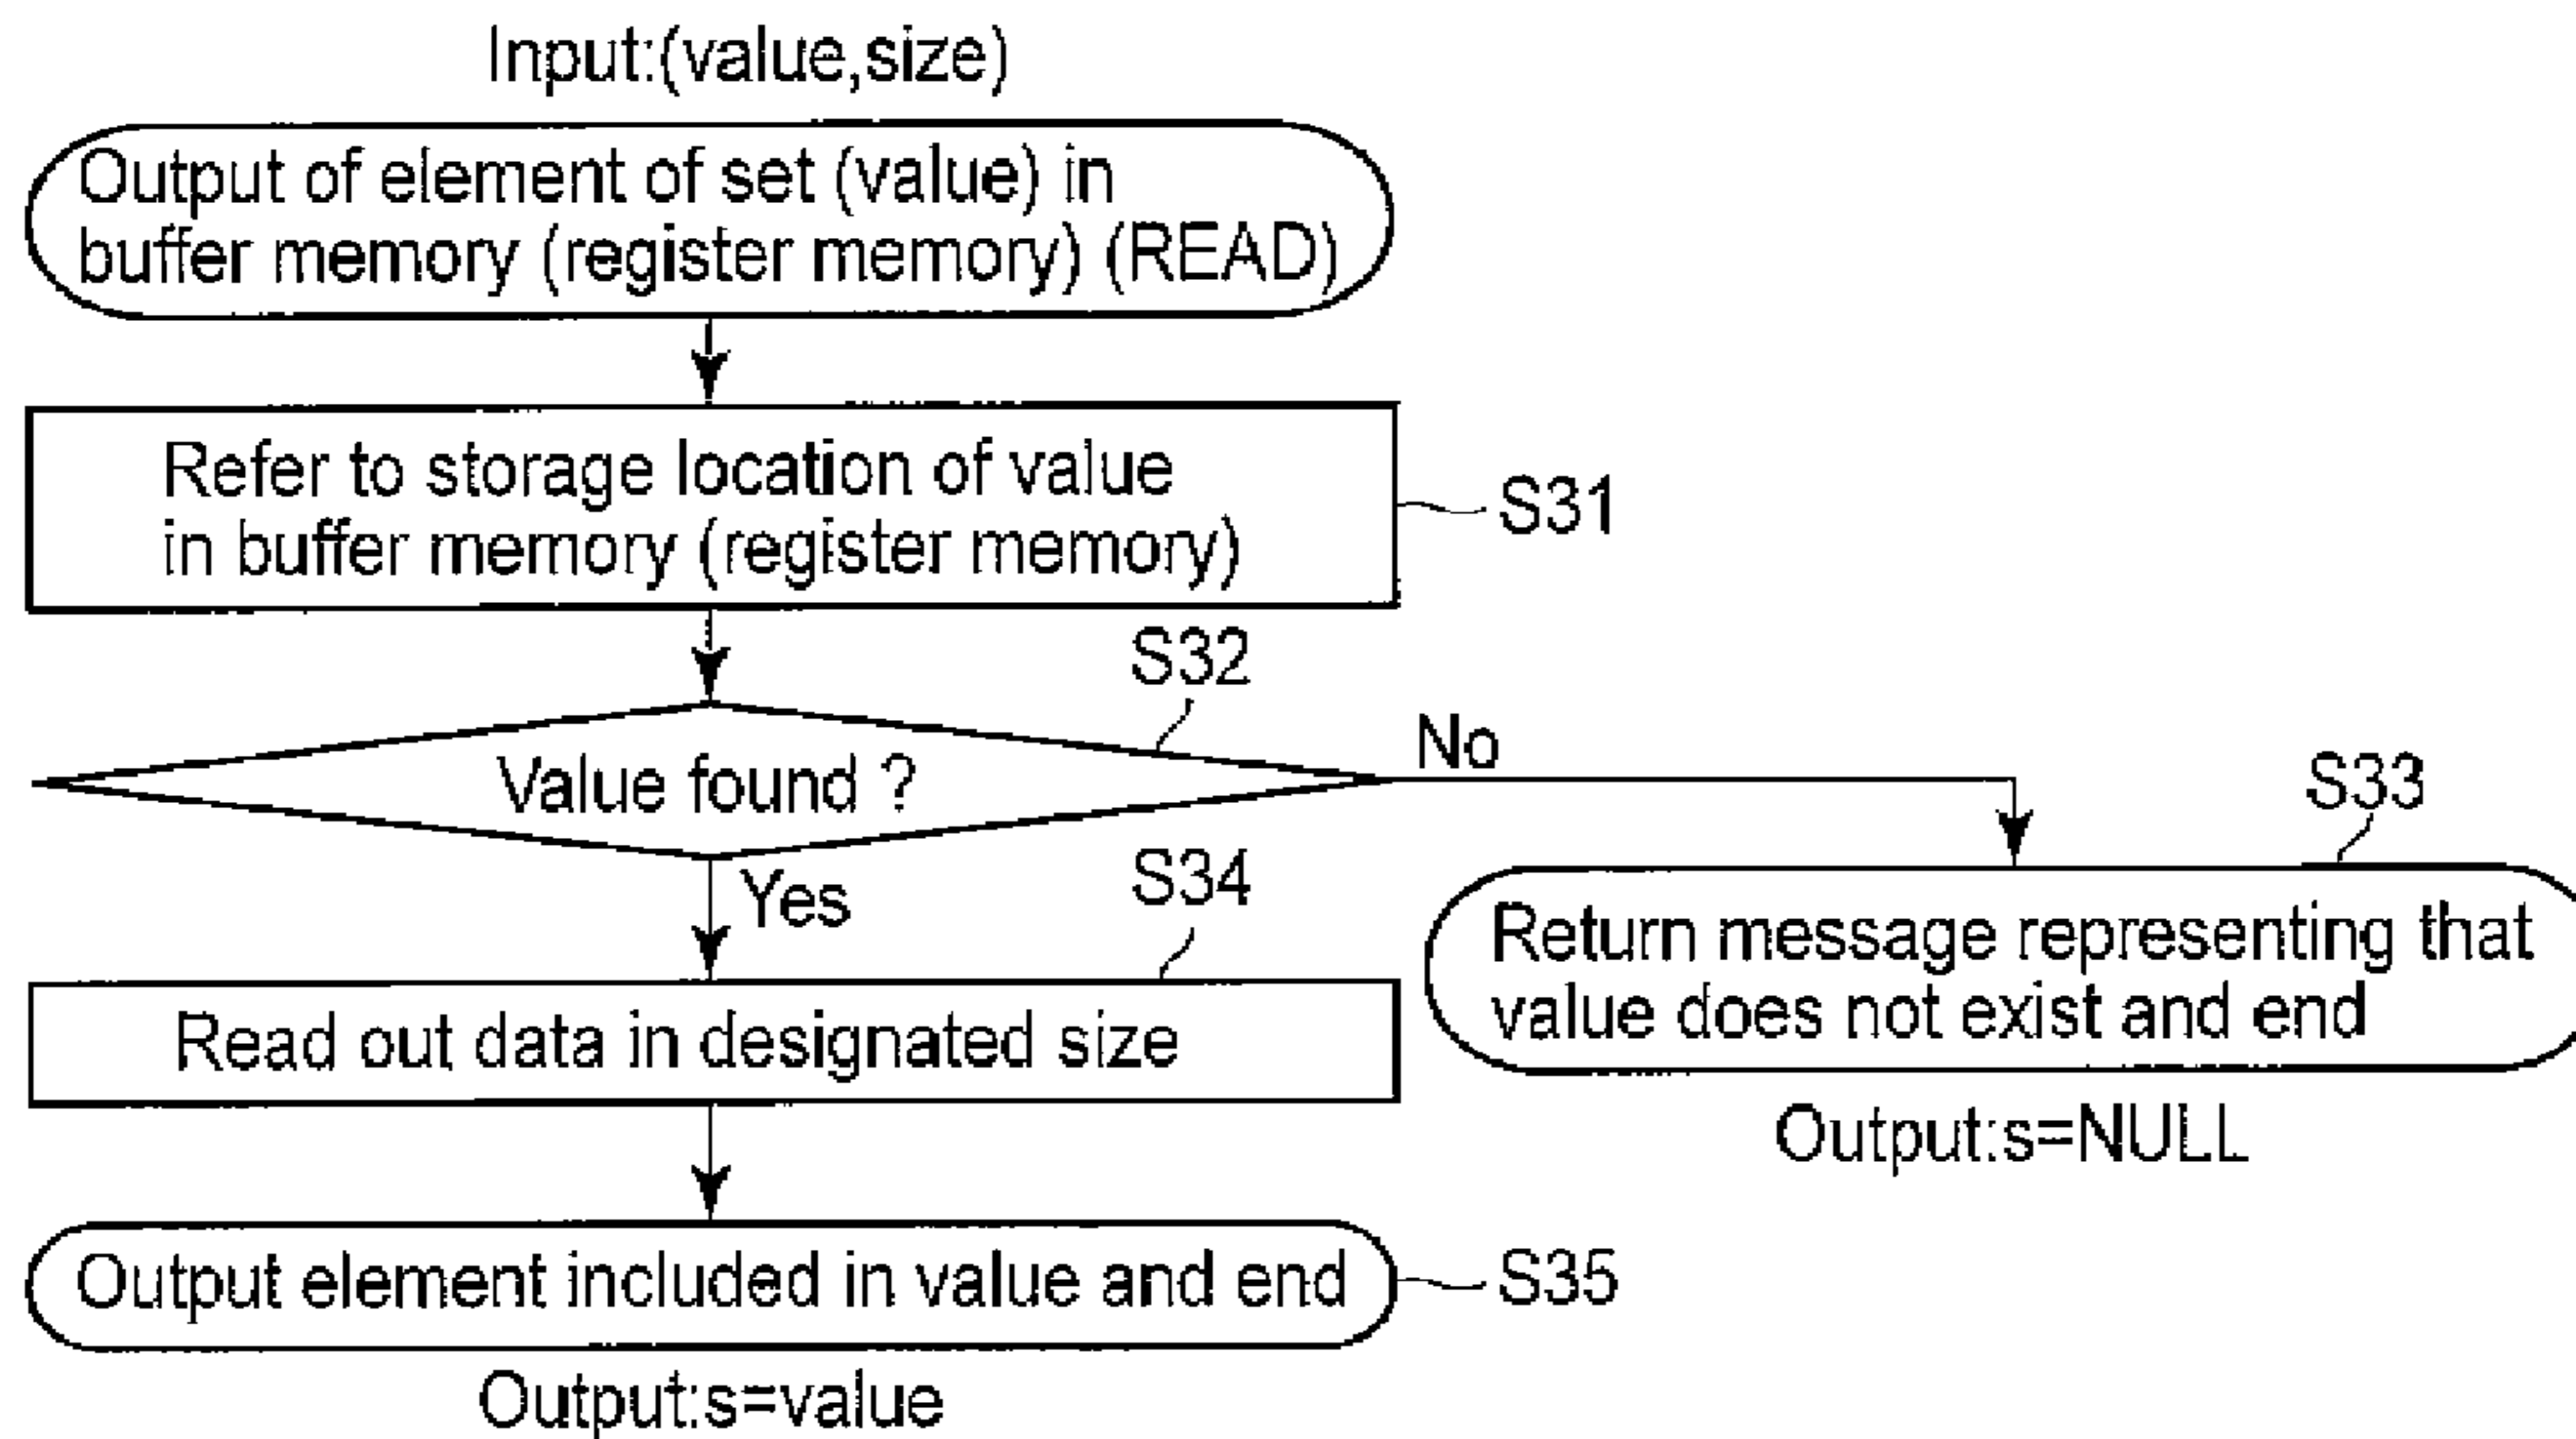 Input:(value,size)
Output of element of set (value) in
buffer memory (register memory) (READ)
Refer to storage location of value
in buffer memory (register memory)
S31
S32
Value found ?
No
Yes
S33
Return message representing that
value does not exist and end
Output:s=NULL
S34
Read out data in designated size
Output element included in value and end
S35
Output:s=value